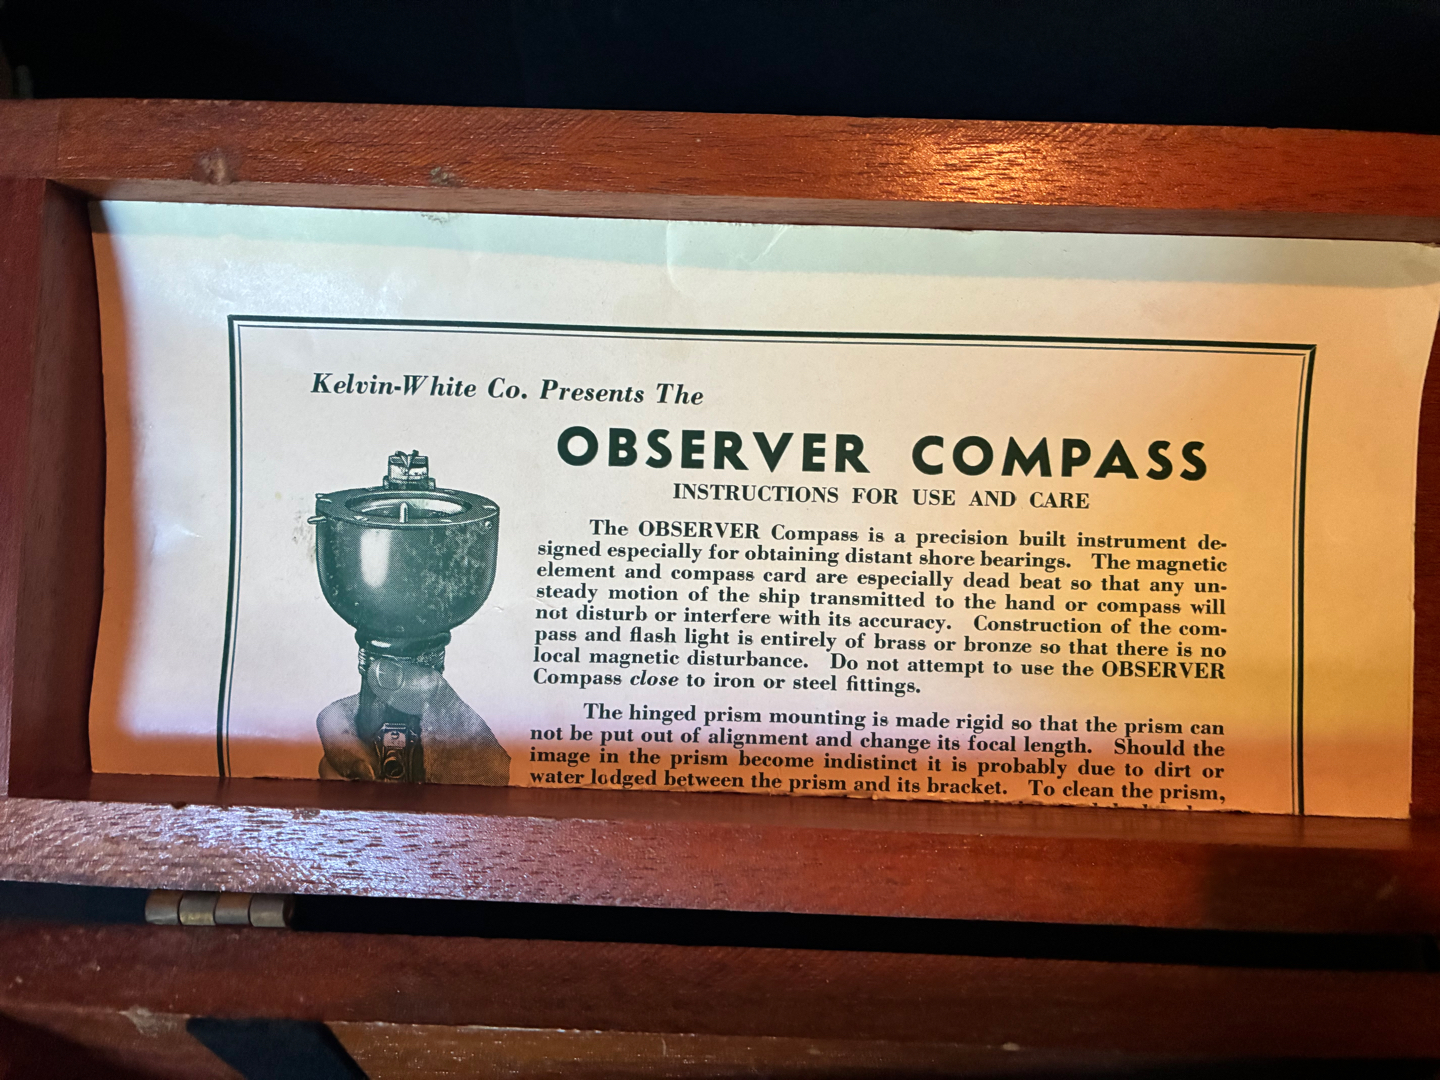 Kelvin-White Co. Presents The
OBSERVER COMPASS
INSTRUCTIONS FOR USE AND CARE
The OBSERVER Compass is a precision built instrument de-
signed especially for obtaining distant shore bearings. The magnetic
element and compass card are especially dead beat so that any un-
steady motion of the ship transmitted to the hand or compass will
not disturb or interfere with its accuracy. Construction of the com-
pass and flash light is entirely of brass or bronze so that there is no
local magnetic disturbance. Do not attempt to use the OBSERVER
Compass close to iron or steel fittings.
The hinged prism mounting is made rigid so that the prism can
not be put out of alignment and change its focal length. Should the
image in the prism become indistinct it is probably due to dirt or
water lodged between the prism and its bracket. To clean the prism,